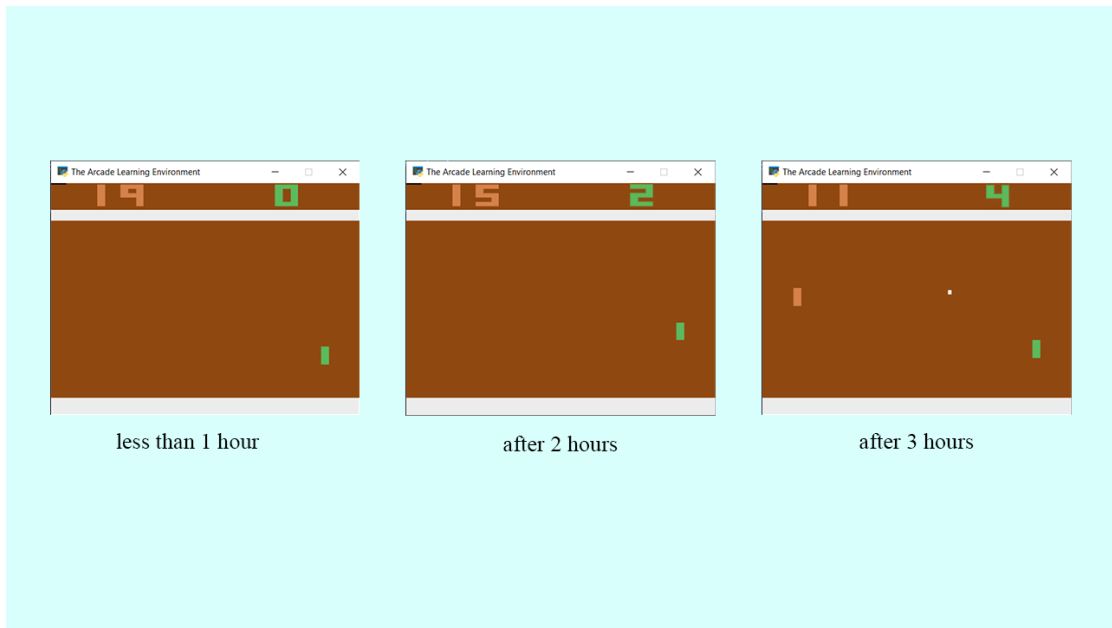 The Arcade Learning Environment
19 0
less than 1 hour
The Arcade Learning Environment
15 2
after 2 hours
The Arcade Learning Environment
11 4
after 3 hours